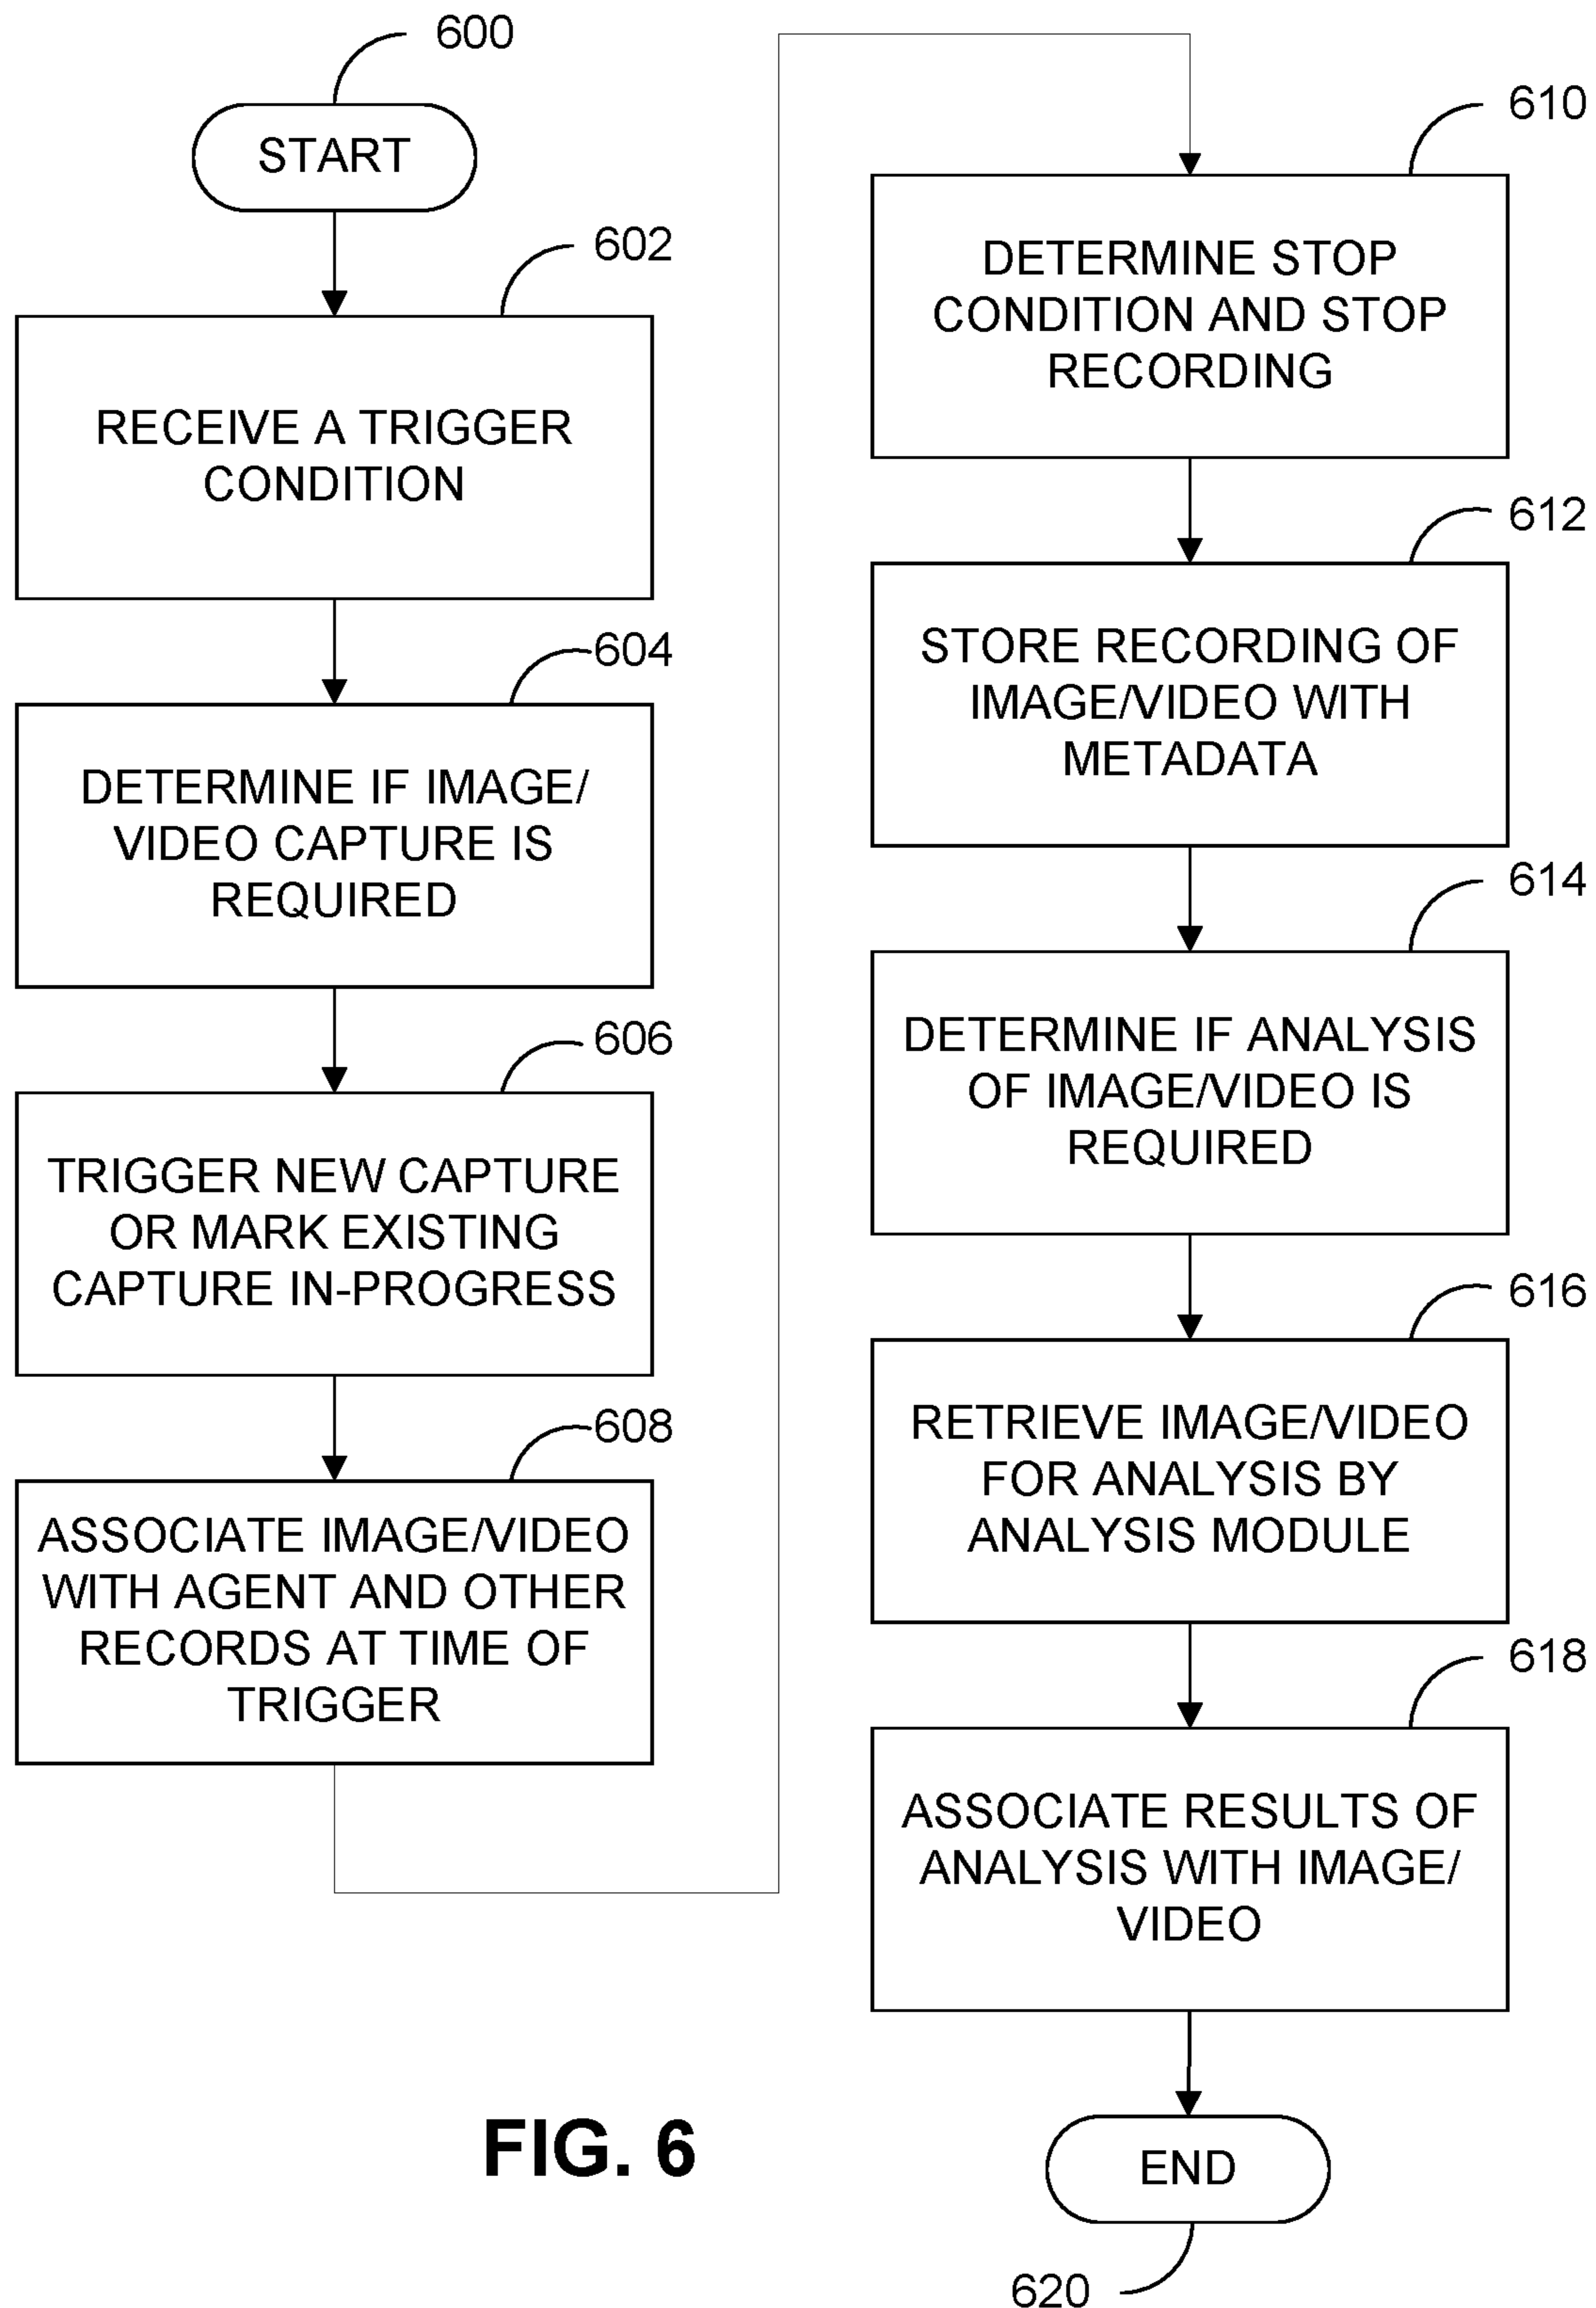 600
START
602
RECEIVE A TRIGGER
CONDITION
604
DETERMINE IF IMAGE/
VIDEO CAPTURE IS
REQUIRED
606
TRIGGER NEW CAPTURE
OR MARK EXISTING
CAPTURE IN-PROGRESS
608
ASSOCIATE IMAGE/VIDEO
WITH AGENT AND OTHER
RECORDS AT TIME OF
TRIGGER
610
DETERMINE STOP
CONDITION AND STOP
RECORDING
612
STORE RECORDING OF
IMAGE/VIDEO WITH
METADATA
614
DETERMINE IF ANALYSIS
OF IMAGE/VIDEO IS
REQUIRED
616
RETRIEVE IMAGE/VIDEO
FOR ANALYSIS BY
ANALYSIS MODULE
618
ASSOCIATE RESULTS OF
ANALYSIS WITH IMAGE/
VIDEO
END
620
FIG. 6